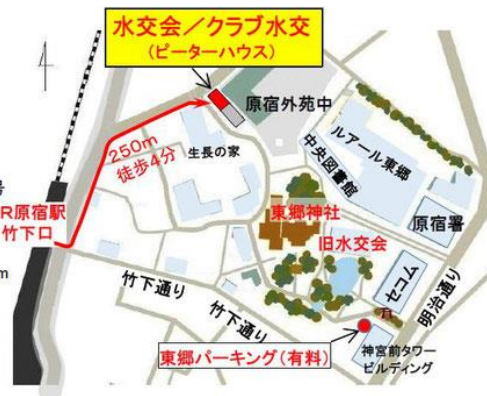 水交会／クラブ水交
（ピーターハウス）
原宿外苑中
ルアール東郷
250m
徒歩4分
生長の家
中央図書館
号
R原宿駅
竹下口
東郷神社
原宿署
旧水交会
m
セコム
竹下通り
明治通り
竹下通り
東郷パーキング(有料)
神宮前タワー
ビルディング